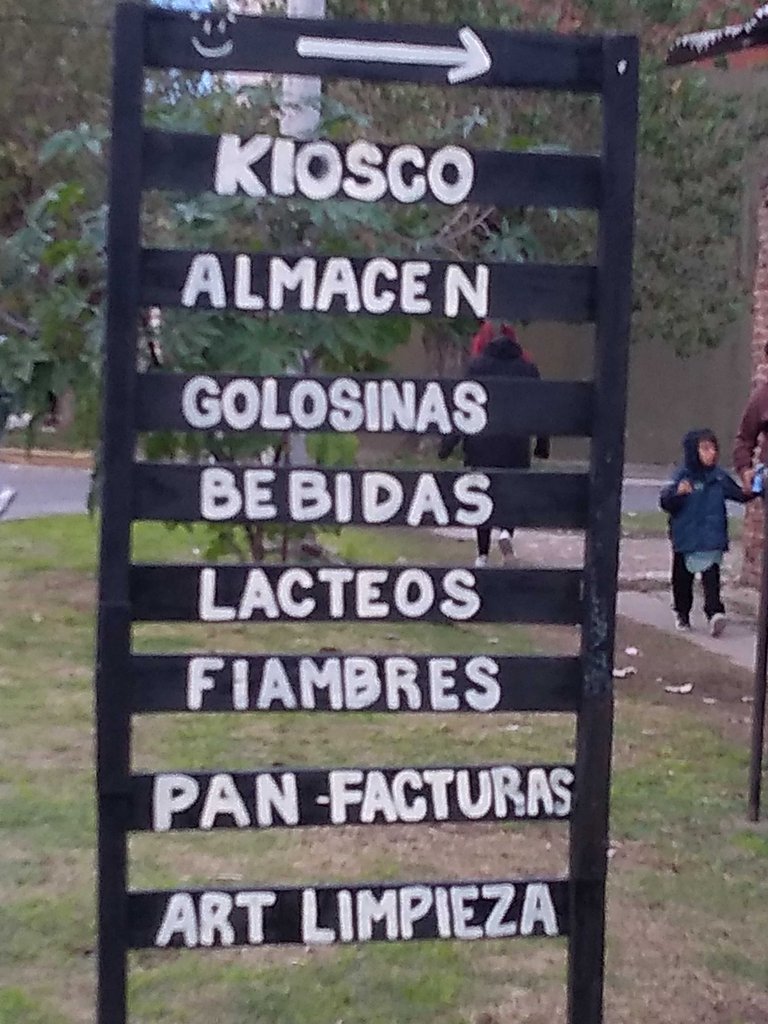 KIOSCO
ALMACEN
GOLOSINAS
BEBIDAS
LACTEOS
FIAMBRES
PAN-FACTURAS
ART LIMPIEZA